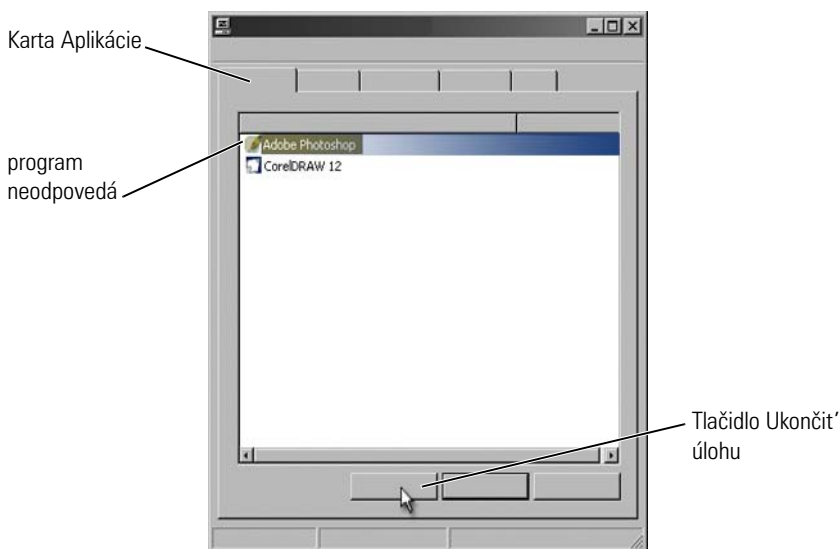 Karta Aplikácie
program
neodpovedá
Adobe Photoshop
CorelDRAW 12
Tlačidlo Ukončiť
úlohu